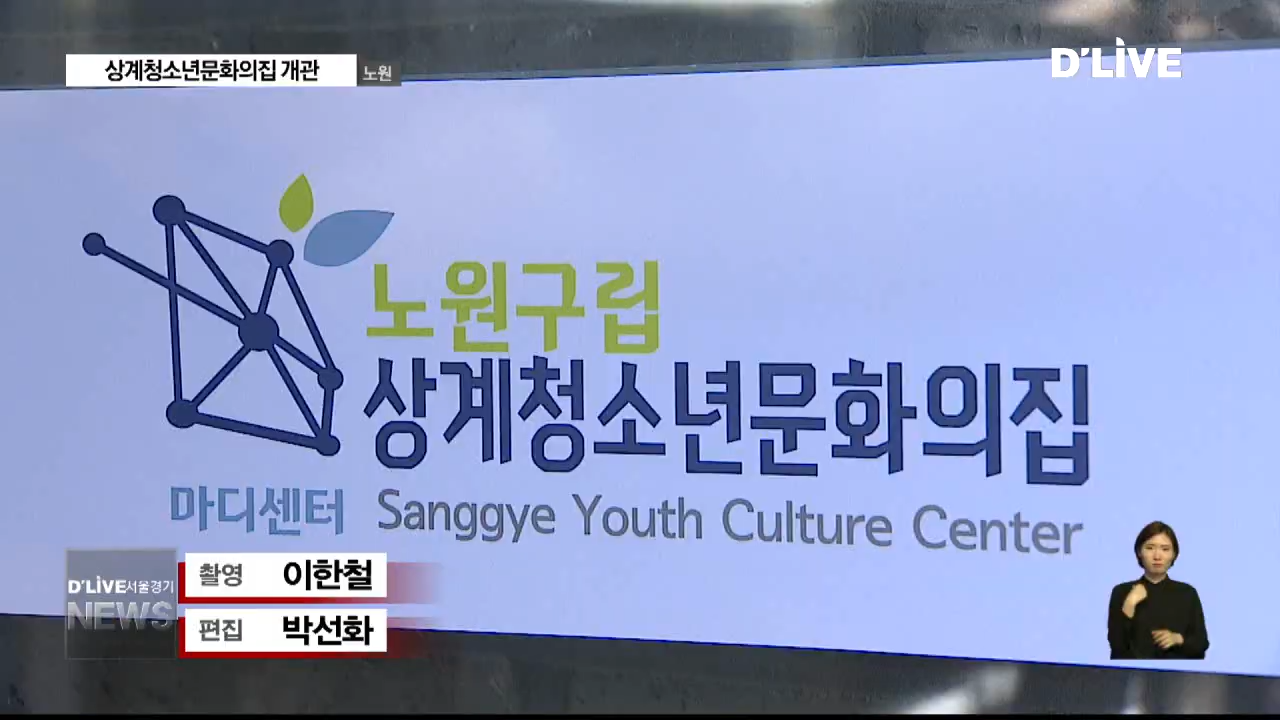 상계청소년문화의집 개관 노원
D'LIVE
노원구립
상계청소년문화의집
마디센터 Sanggye Youth Culture Center
D'LIVE서울경기
NEWS
촬영 이한철
편집 박선화